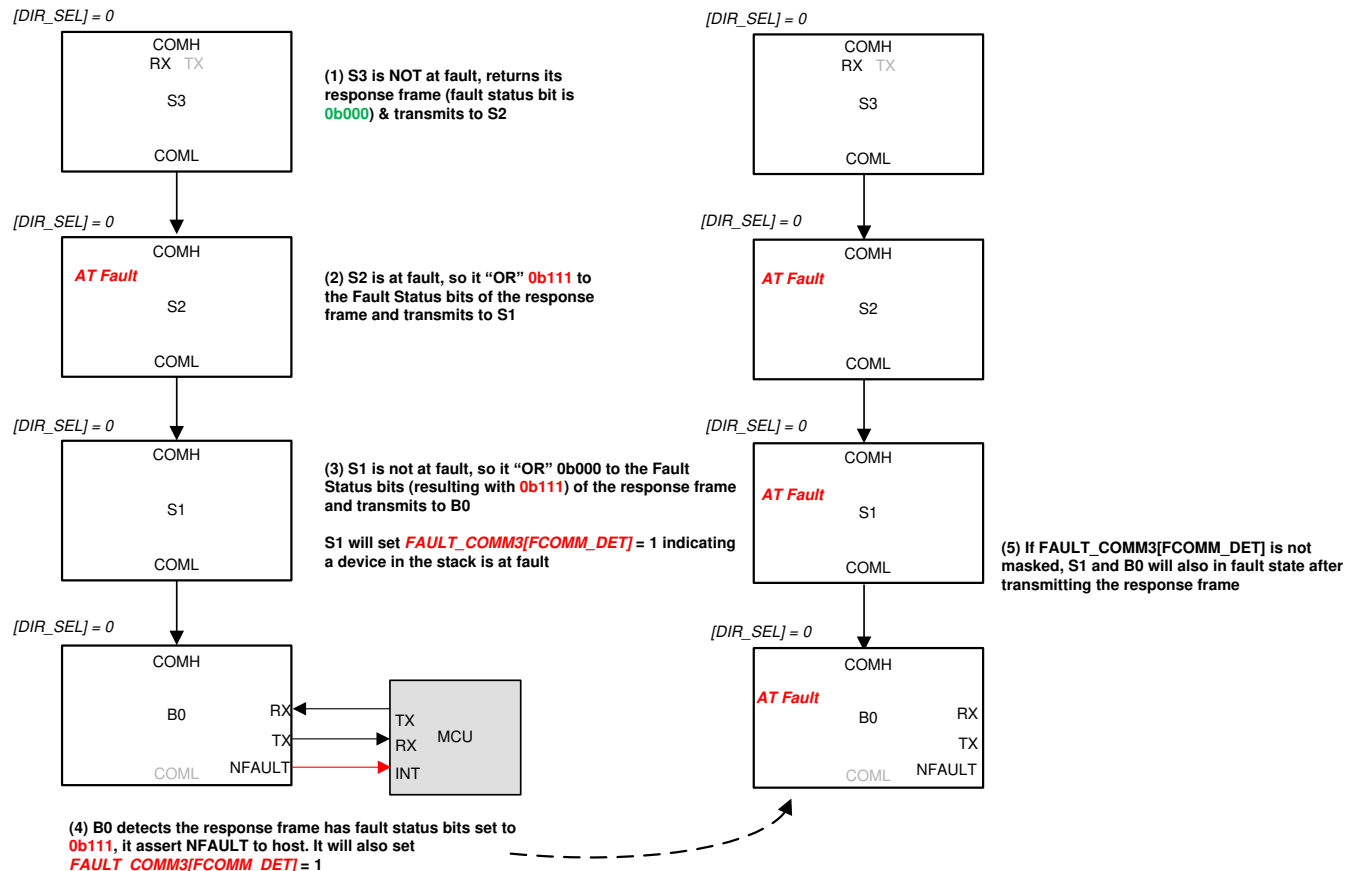 [DIR_SEL] = 0
COMH
RX TX
S3
COML
(1) S3 is NOT at fault, returns its
response frame (fault status bit is
0b000) & transmits to S2
[DIR_SEL] = 0
COMH
AT Fault
S2
COML
(2) S2 is at fault, so it “OR” 0b111 to
the Fault Status bits of the response
frame and transmits to S1
[DIR_SEL] = 0
COMH
S1
COML
(3) S1 is not at fault, so it “OR” 0b000 to the Fault
Status bits (resulting with 0b111) of the response frame
and transmits to B0
S1 will set FAULT_COMM3[FCOMM_DET] = 1 indicating
a device in the stack is at fault
[DIR_SEL] = 0
COMH
B0
RX
TX
NFAULT
COML
TX
RX
INT
MCU
(4) B0 detects the response frame has fault status bits set to
0b111, it assert NFAULT to host. It will also set
FAULT_COMM3[FCOMM_DET] = 1
[DIR_SEL] = 0
COMH
RX TX
S3
COML
[DIR_SEL] = 0
COMH
AT Fault
S2
COML
[DIR_SEL] = 0
COMH
AT Fault
S1
COML
(5) If FAULT_COMM3[FCOMM_DET] is not
masked, S1 and B0 will also in fault state after
transmitting the response frame
[DIR_SEL] = 0
COMH
AT Fault
B0
RX
TX
NFAULT
COML